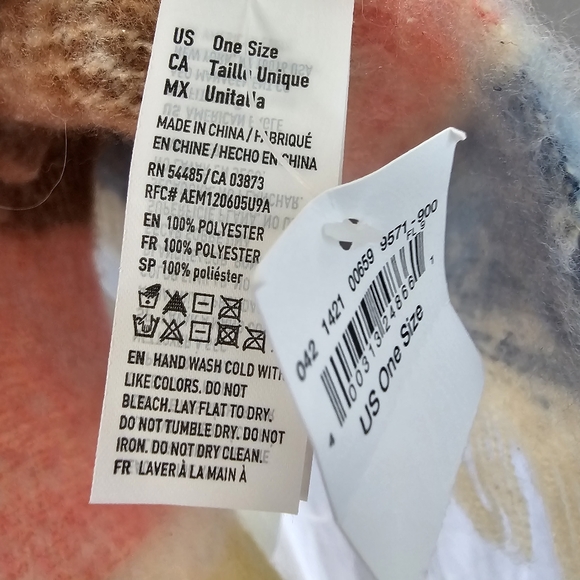 US One Size
CA Taille Unique
MX Unitalla
MADE IN CHINA / FABRIQUÉ
EN CHINE / HECHO EN CHINA
RN 54485 / CA 03873
RFC# AEM120605U9A
EN 100% POLYESTER
FR 100% POLYESTER
SP 100% poliéster
EN HAND WASH COLD WITH
LIKE COLORS. DO NOT
BLEACH. LAY FLAT TO DRY.
DO NOT TUMBLE DRY. DO NOT
IRON. DO NOT DRY CLEAN.
FR LAVER À LA MAIN À
042 1421 00659 9571-900
FL 9
US One Size